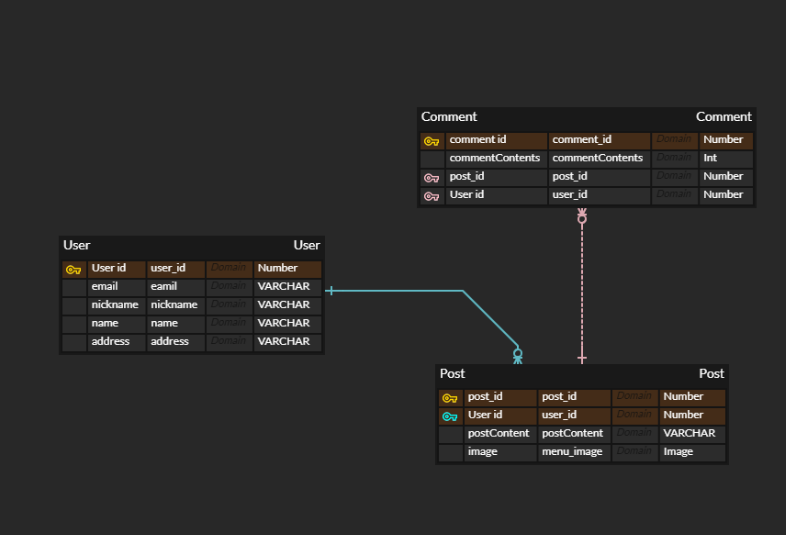 Comment Comment
comment id comment_id Domain Number
commentContents commentContents Domain Int
post_id post_id Domain Number
User id user_id Domain Number
User User
User id user_id Domain Number
email eamil Domain VARCHAR
nickname nickname Domain VARCHAR
name name Domain VARCHAR
address address Domain VARCHAR
Post Post
post_id post_id Domain Number
User id user_id Domain Number
postContent postContent Domain VARCHAR
image menu_image Domain Image